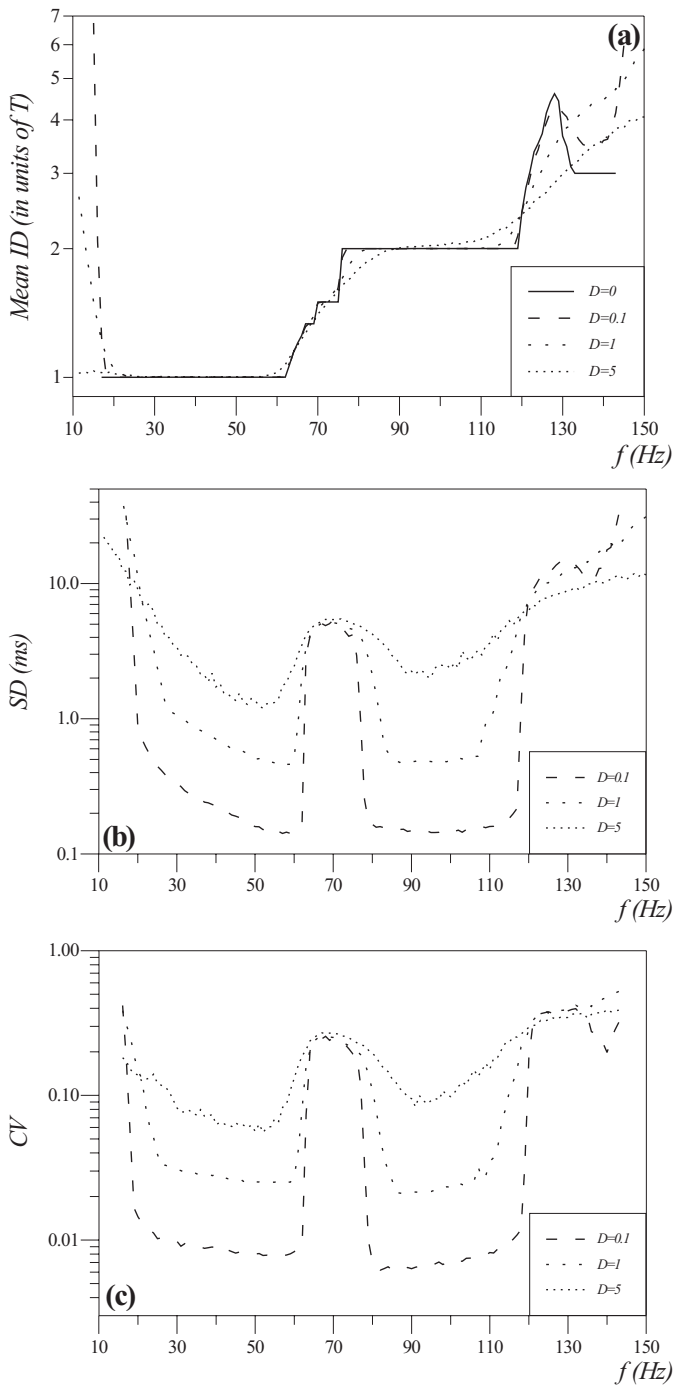 7
6
5
4
3
2
1
Mean ID (in units of T)
(a)
D=0
D=0.1
D=1
D=5
10 30 50 70 90 110 130 150
f (Hz)
10.0
1.0
0.1
SD (ms)
(b)
D=0.1
D=1
D=5
10 30 50 70 90 110 130 150
f (Hz)
1.00
0.10
0.01
CV
(c)
D=0.1
D=1
D=5
10 30 50 70 90 110 130 150
f (Hz)